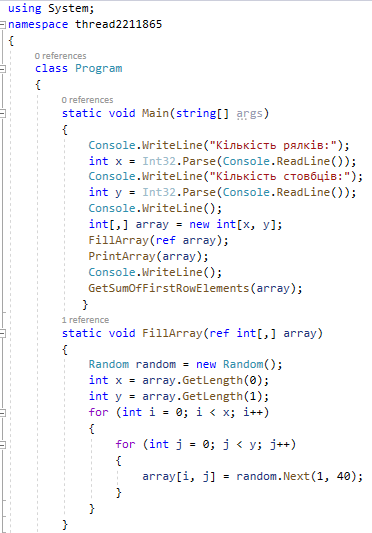 using System;
namespace thread2211865
{
0 references
class Program
{
0 references
static void Main(string[] args)
{
Console.WriteLine("Кількість рялків:");
int x = Int32.Parse(Console.ReadLine());
Console.WriteLine("Кількість стовбців:");
int y = Int32.Parse(Console.ReadLine());
Console.WriteLine();
int[,] array = new int[x, y];
FillArray(ref array);
PrintArray(array);
Console.WriteLine();
GetSumOfFirstRowElements(array);
}
1 reference
static void FillArray(ref int[,] array)
{
Random random = new Random();
int x = array.GetLength(0);
int y = array.GetLength(1);
for (int i = 0; i < x; i++)
{
for (int j = 0; j < y; j++)
{
array[i, j] = random.Next(1, 40);
}
}
}